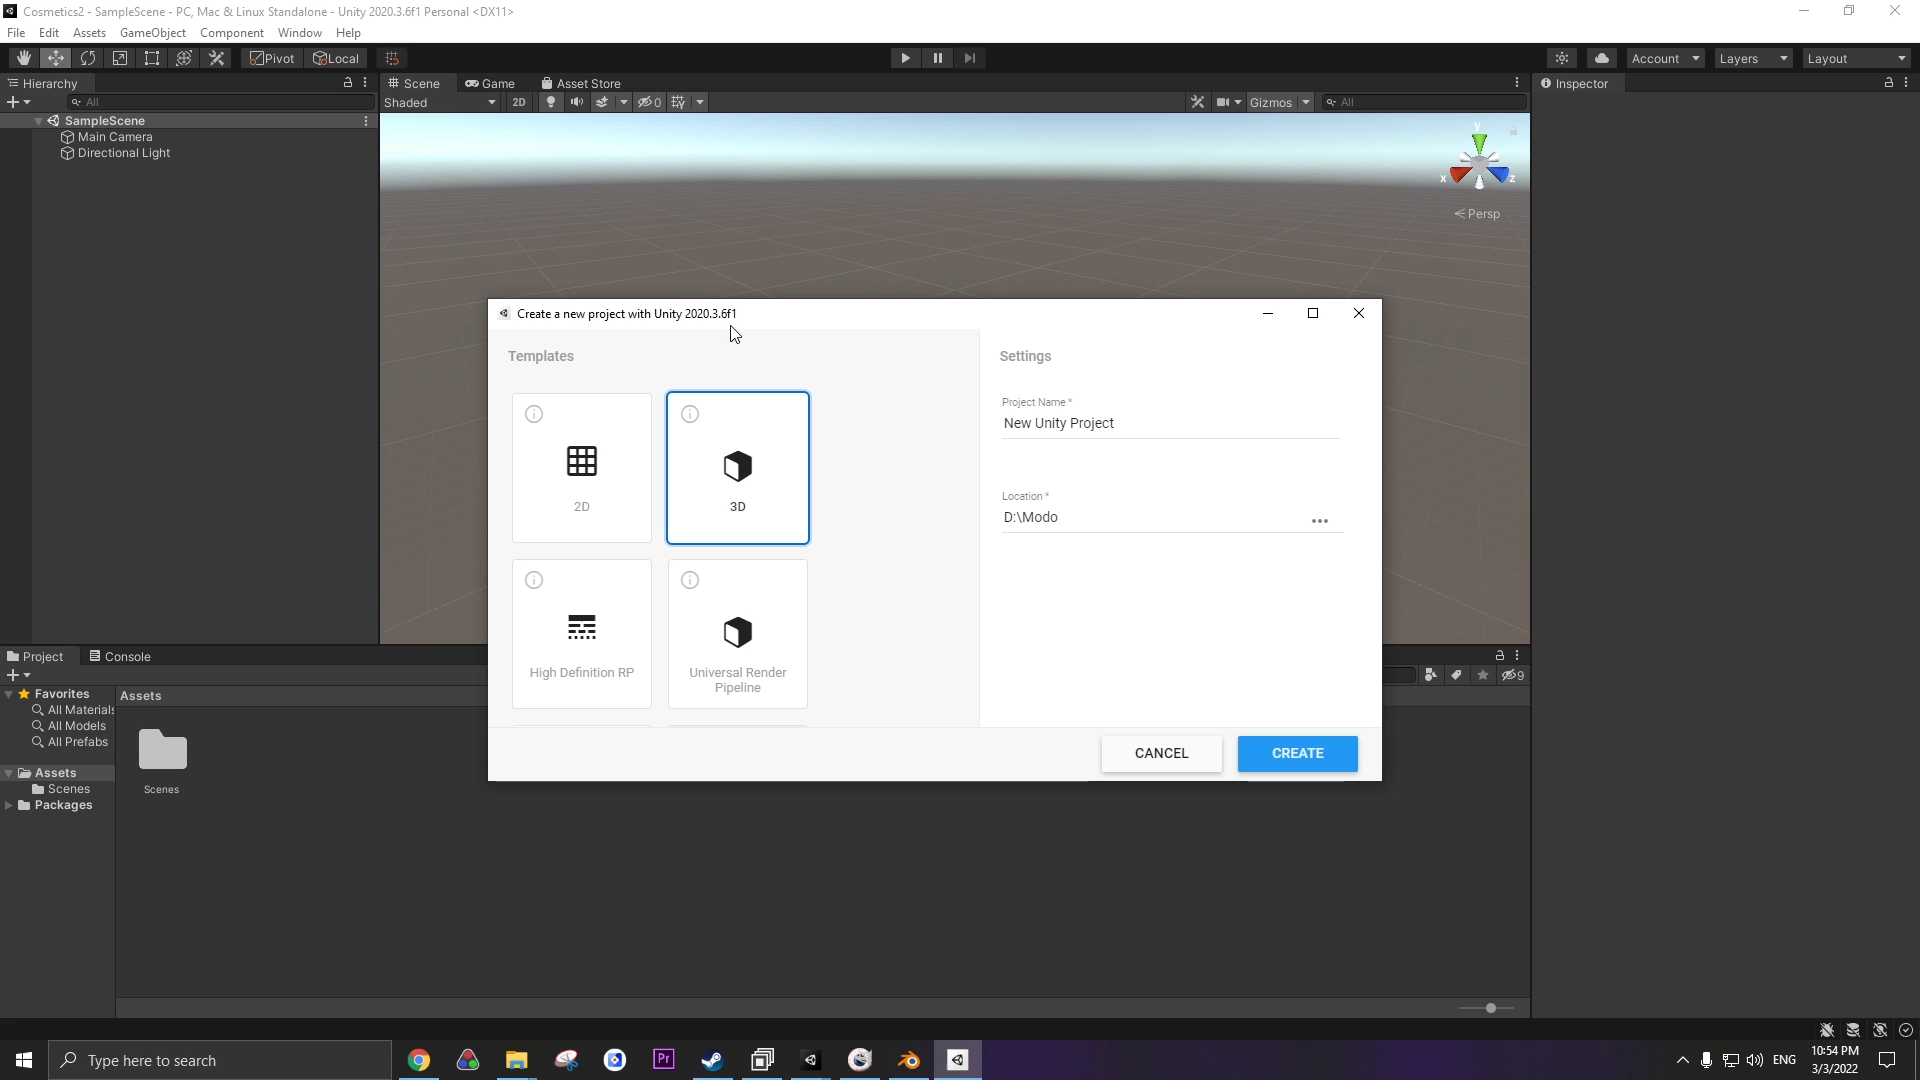 Cosmetics2 - SampleScene - PC, Mac & Linux Standalone - Unity 2020.3.6f1 Personal <DX11>
File Edit Assets GameObject Component Window Help
Pivot Local Account Layers Layout
Hierarchy Scene Game Asset Store Inspector
All Shaded 2D 0 Gizmos All
SampleScene
Main Camera
Directional Light
y
x z
Persp
Create a new project with Unity 2020.3.6f1
Templates
Settings
2D
3D
High Definition RP
Universal Render
Pipeline
Project Name *
New Unity Project
Location *
D:\Modo
...
CANCEL CREATE
Project Console
9
Favorites
All Materials
All Models
All Prefabs
Assets
Scenes
Packages
Assets
Scenes
Type here to search
Pr
ENG
10:54 PM
3/3/2022